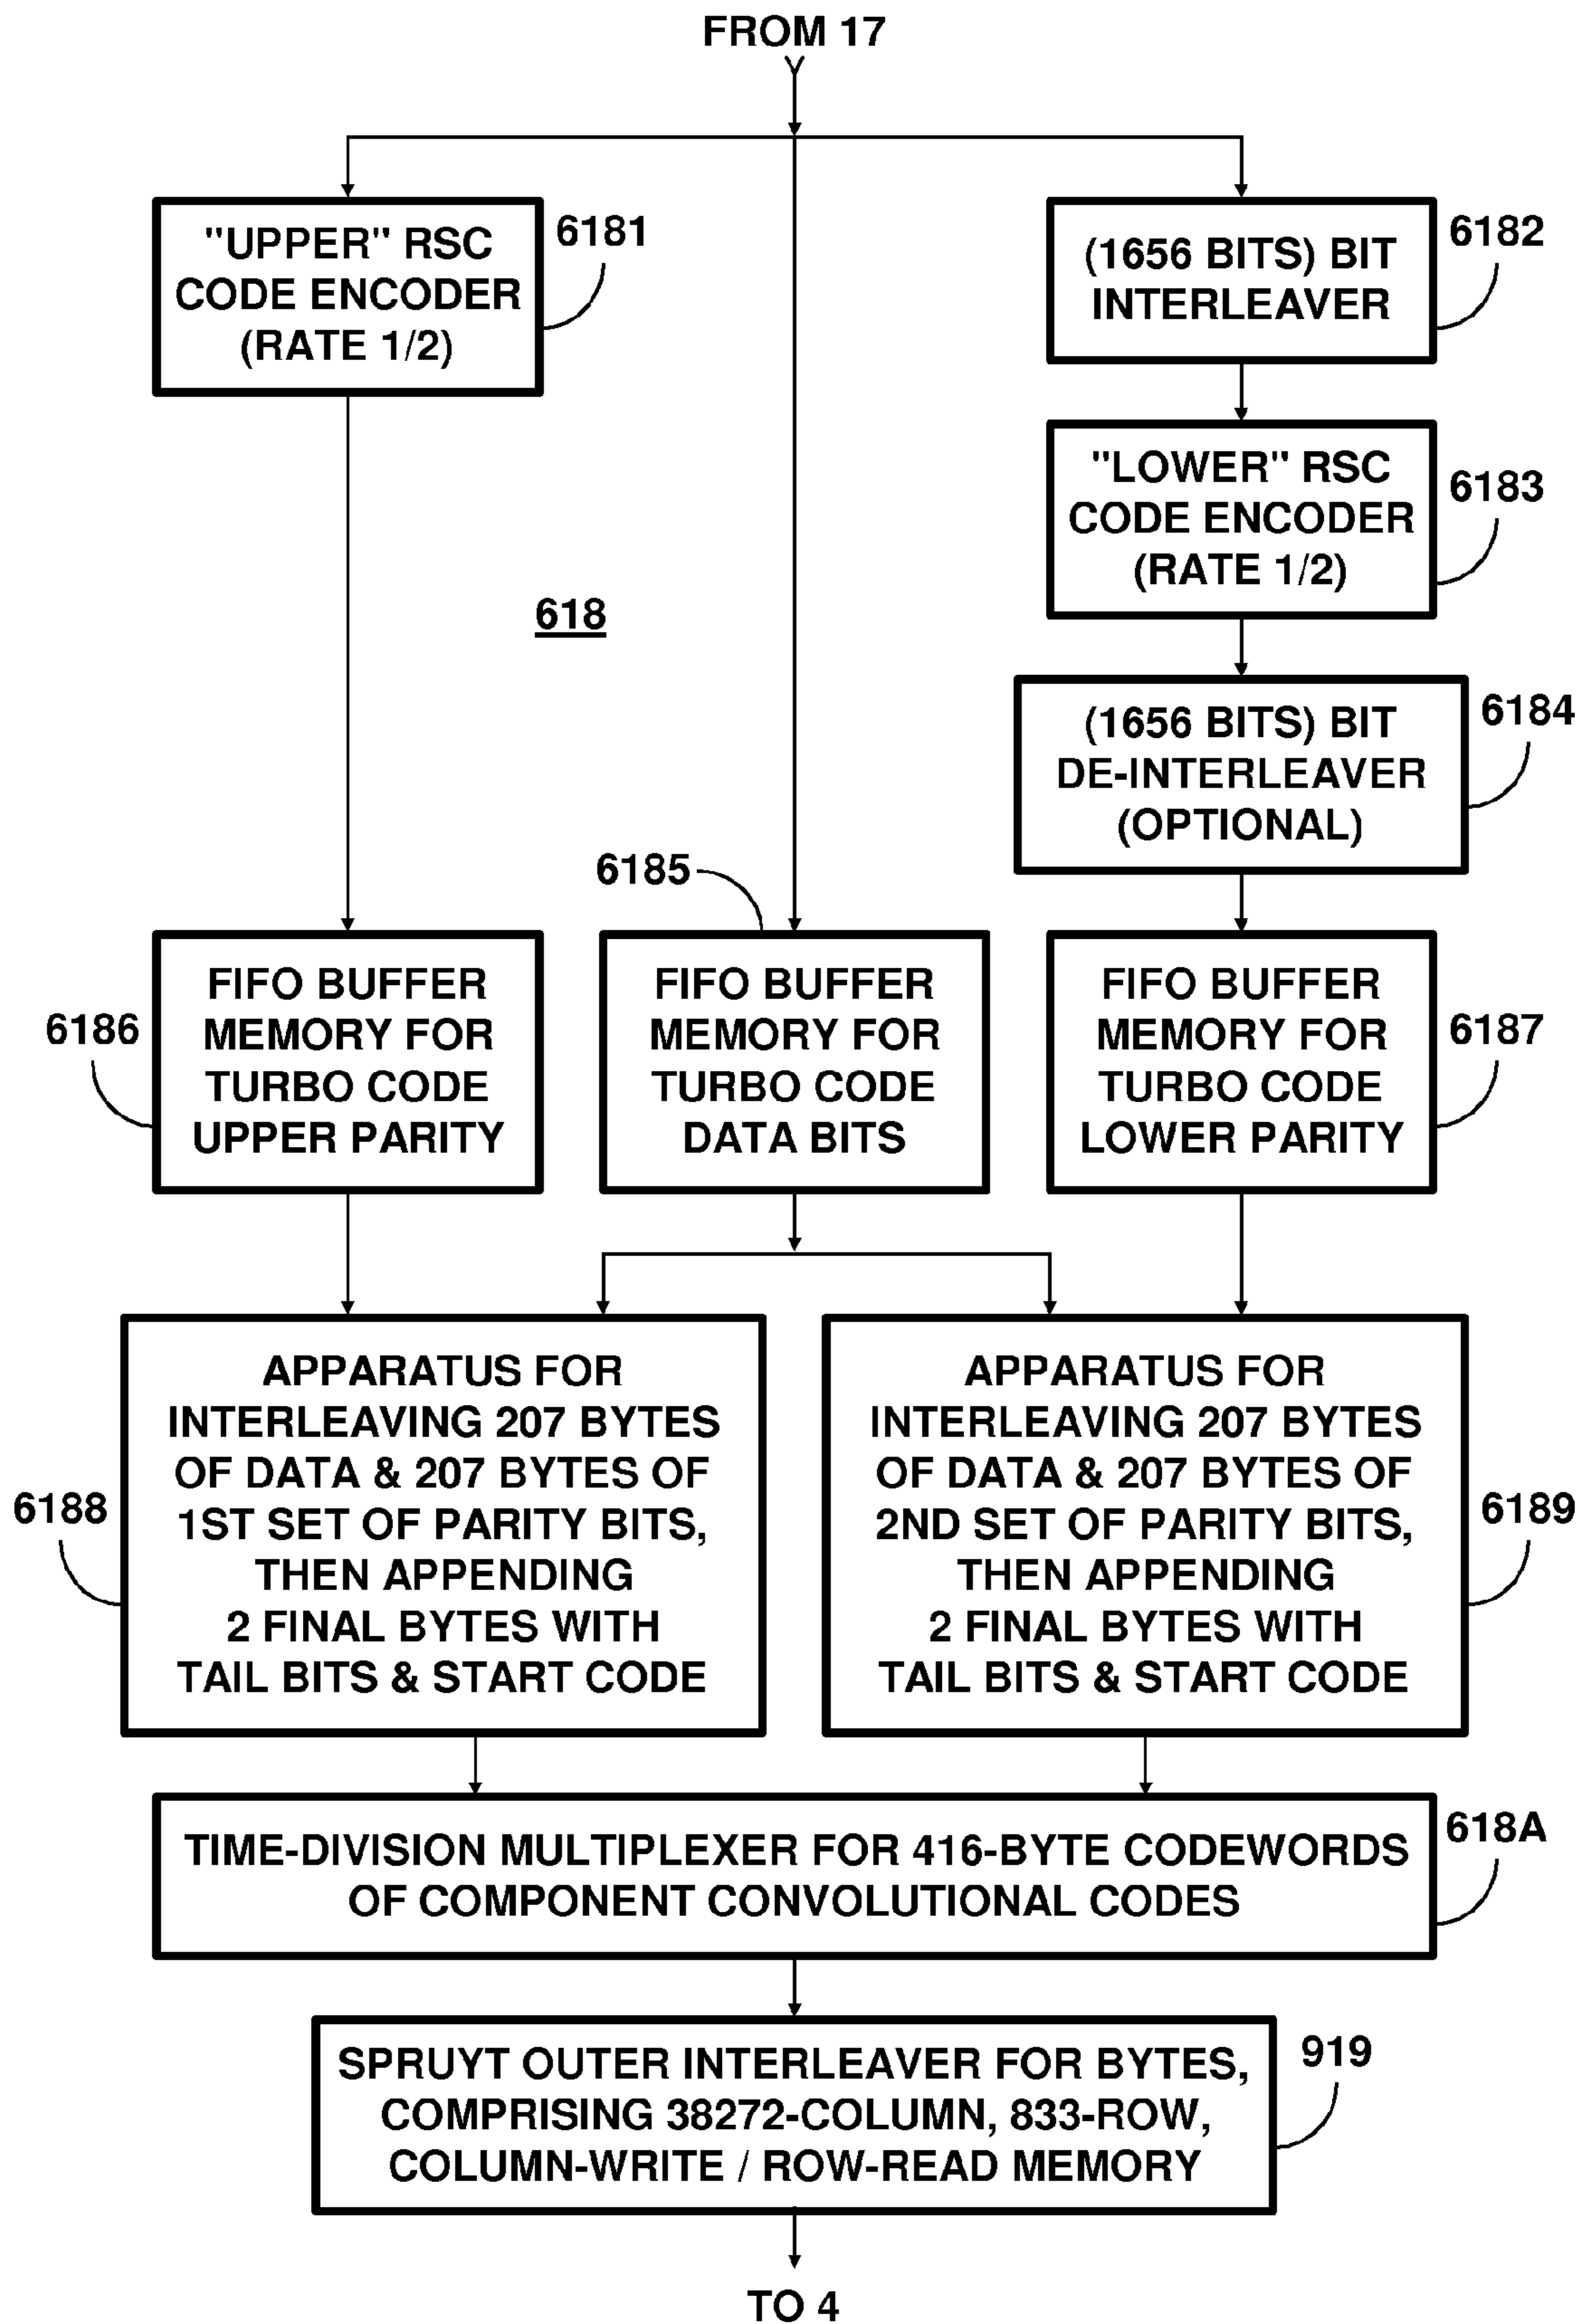 FROM 17
"UPPER" RSC
CODE ENCODER
(RATE 1/2)
6181
(1656 BITS) BIT
INTERLEAVER
6182
"LOWER" RSC
CODE ENCODER
(RATE 1/2)
6183
618
(1656 BITS) BIT
DE-INTERLEAVER
(OPTIONAL)
6184
6185
6186
FIFO BUFFER
MEMORY FOR
TURBO CODE
UPPER PARITY
FIFO BUFFER
MEMORY FOR
TURBO CODE
DATA BITS
FIFO BUFFER
MEMORY FOR
TURBO CODE
LOWER PARITY
6187
6188
APPARATUS FOR
INTERLEAVING 207 BYTES
OF DATA & 207 BYTES OF
1ST SET OF PARITY BITS,
THEN APPENDING
2 FINAL BYTES WITH
TAIL BITS & START CODE
APPARATUS FOR
INTERLEAVING 207 BYTES
OF DATA & 207 BYTES OF
2ND SET OF PARITY BITS,
THEN APPENDING
2 FINAL BYTES WITH
TAIL BITS & START CODE
6189
TIME-DIVISION MULTIPLEXER FOR 416-BYTE CODEWORDS
OF COMPONENT CONVOLUTIONAL CODES
618A
SPRUYT OUTER INTERLEAVER FOR BYTES,
COMPRISING 38272-COLUMN, 833-ROW,
COLUMN-WRITE / ROW-READ MEMORY
919
TO 4